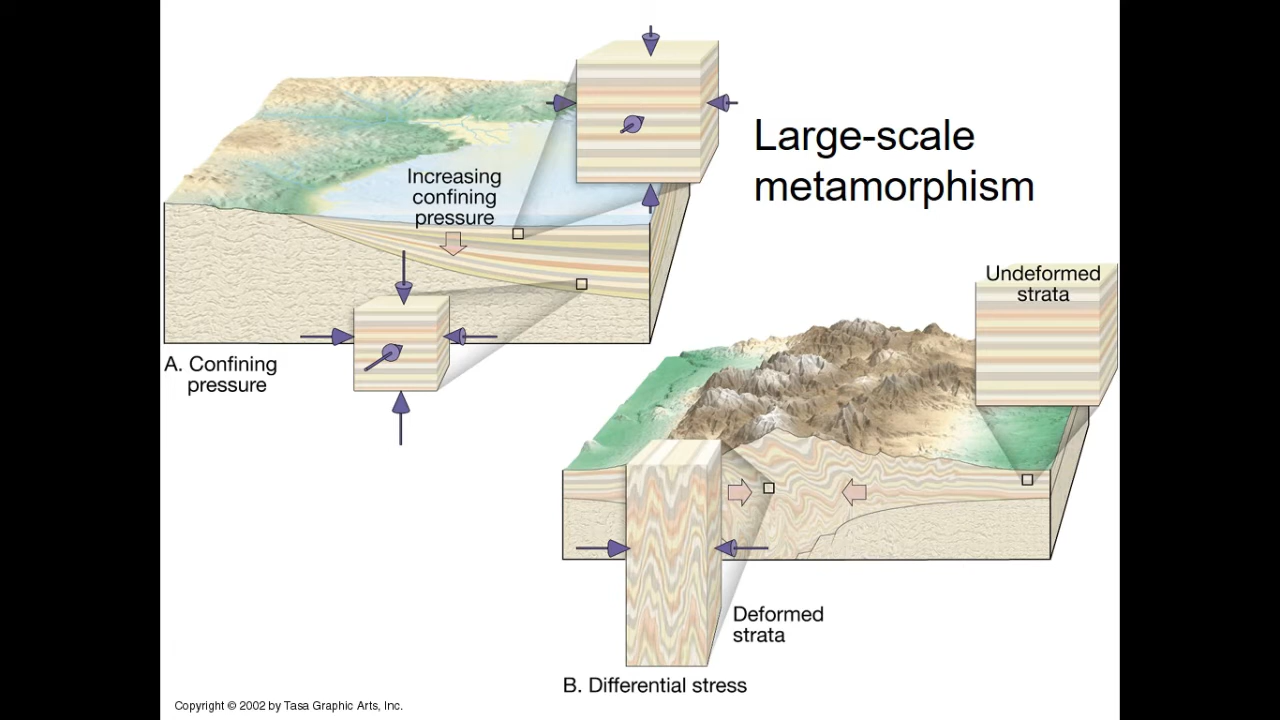 Large-scale
metamorphism
Increasing
confining
pressure
A. Confining
pressure
Undeformed
strata
Deformed
strata
B. Differential stress
Copyright © 2002 by Tasa Graphic Arts, Inc.